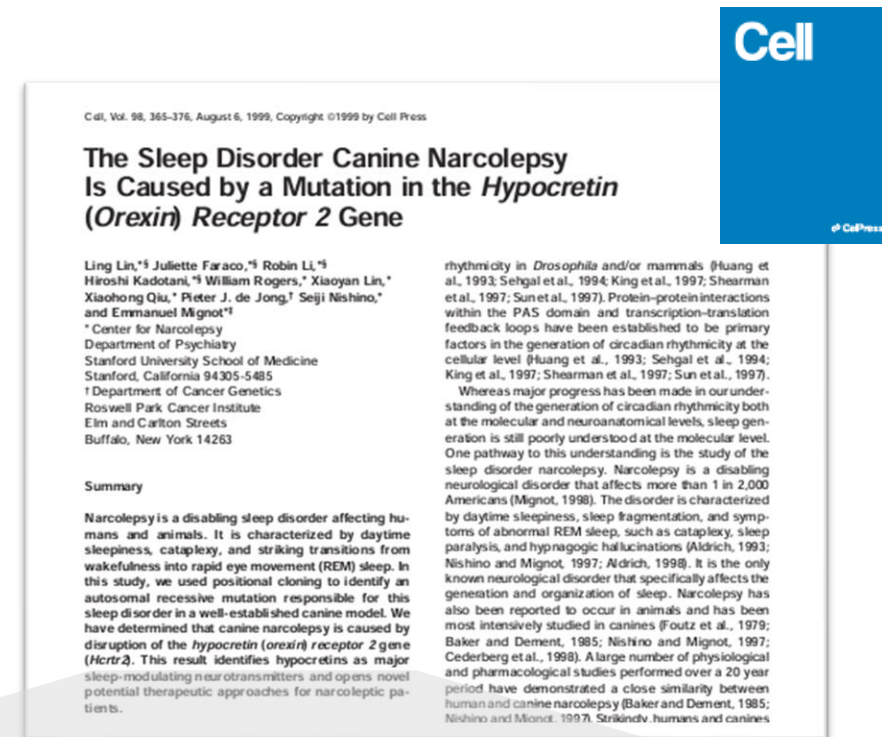 Cell
CellPress
Cell, Vol. 98, 365–376, August 6, 1999, Copyright ©1999 by Cell Press
The Sleep Disorder Canine Narcolepsy
Is Caused by a Mutation in the Hypocretin
(Orexin) Receptor 2 Gene
Ling Lin,*§ Juliette Faraco,*§ Robin Li,*§
Hiroshi Kadotani,*§ William Rogers,* Xiaoyan Lin,*
Xiaohong Qiu,* Pieter J. de Jong,† Seiji Nishino,*
and Emmanuel Mignot*‡
*Center for Narcolepsy
Department of Psychiatry
Stanford University School of Medicine
Stanford, California 94305-5485
†Department of Cancer Genetics
Roswell Park Cancer Institute
Elm and Carlton Streets
Buffalo, New York 14263
Summary
Narcolepsy is a disabling sleep disorder affecting hu-
mans and animals. It is characterized by daytime
sleepiness, cataplexy, and striking transitions from
wakefulness into rapid eye movement (REM) sleep. In
this study, we used positional cloning to identify an
autosomal recessive mutation responsible for this
sleep disorder in a well-established canine model. We
have determined that canine narcolepsy is caused by
disruption of the hypocretin (orexin) receptor 2 gene
(Hcrtr2). This result identifies hypocretins as major
sleep-modulating neurotransmitters and opens novel
potential therapeutic approaches for narcoleptic pa-
tients.
rhythmicity in Drosophila and/or mammals (Huang et
al., 1993; Sehgal et al., 1994; King et al., 1997; Shearman
et al., 1997; Sun et al., 1997). Protein–protein interactions
within the PAS domain and transcription–translation
feedback loops have been established to be primary
factors in the generation of circadian rhythmicity at the
cellular level (Huang et al., 1993; Sehgal et al., 1994;
King et al., 1997; Shearman et al., 1997; Sun et al., 1997).
Whereas major progress has been made in our under-
standing of the generation of circadian rhythmicity both
at the molecular and neuroanatomical levels, sleep gen-
eration is still poorly understood at the molecular level.
One pathway to this understanding is the study of the
sleep disorder narcolepsy. Narcolepsy is a disabling
neurological disorder that affects more than 1 in 2,000
Americans (Mignot, 1998). The disorder is characterized
by daytime sleepiness, sleep fragmentation, and symp-
toms of abnormal REM sleep, such as cataplexy, sleep
paralysis, and hypnagogic hallucinations (Aldrich, 1993;
Nishino and Mignot, 1997; Aldrich, 1998). It is the only
known neurological disorder that specifically affects the
generation and organization of sleep. Narcolepsy has
also been reported to occur in animals and has been
most intensively studied in canines (Foutz et al., 1979;
Baker and Dement, 1985; Nishino and Mignot, 1997;
Cederberg et al., 1998). A large number of physiological
and pharmacological studies performed over a 20 year
period have demonstrated a close similarity between
human and canine narcolepsy (Baker and Dement, 1985;
Nishino and Mignot, 1997). Strikingly, humans and canines